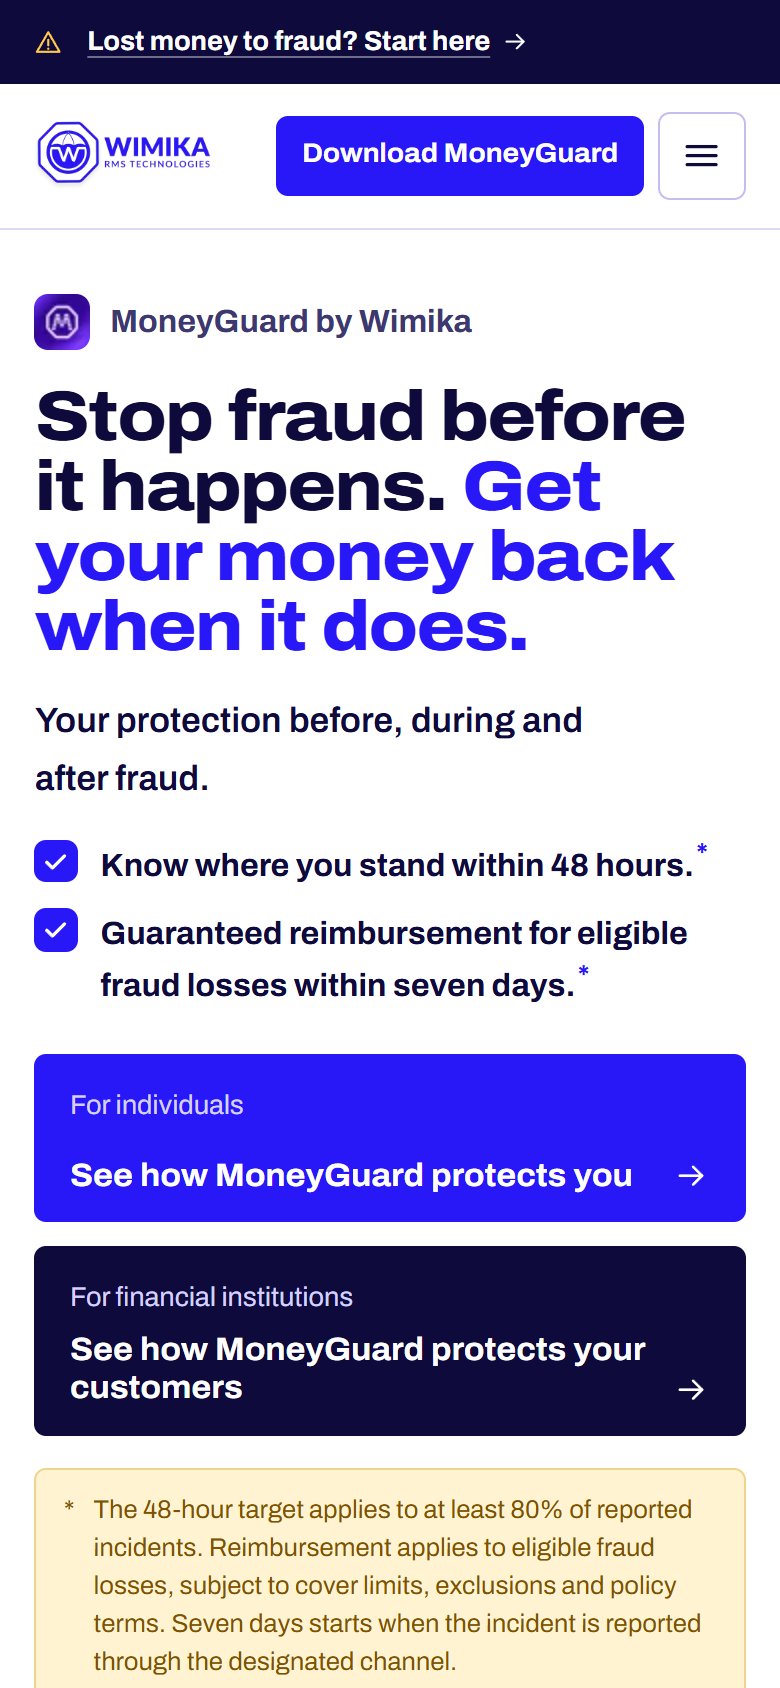 Lost money to fraud? Start here →
WIMIKA
RMS TECHNOLOGIES
Download MoneyGuard
MoneyGuard by Wimika
Stop fraud before
it happens. Get
your money back
when it does.
Your protection before, during and
after fraud.
Know where you stand within 48 hours.*
Guaranteed reimbursement for eligible
fraud losses within seven days.*
For individuals
See how MoneyGuard protects you →
For financial institutions
See how MoneyGuard protects your
customers →
* The 48-hour target applies to at least 80% of reported
incidents. Reimbursement applies to eligible fraud
losses, subject to cover limits, exclusions and policy
terms. Seven days starts when the incident is reported
through the designated channel.